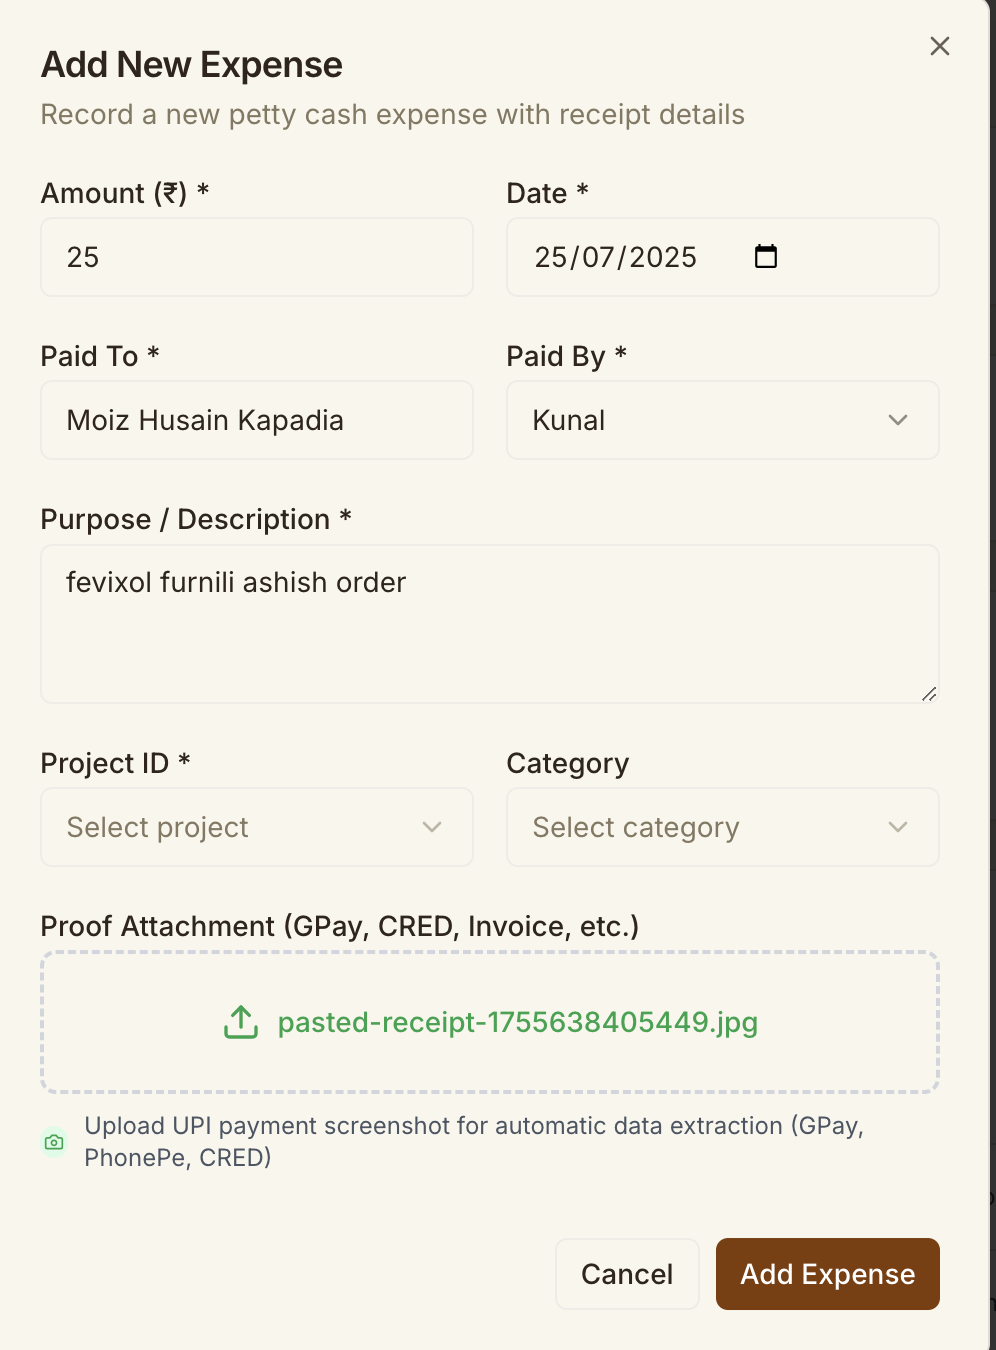 Add New Expense
Record a new petty cash expense with receipt details
Amount (₹) *
Date *
25
25/07/2025
Paid To *
Paid By *
Moiz Husain Kapadia
Kunal
Purpose / Description *
fevixol furnili ashish order
Project ID *
Category
Select project
Select category
Proof Attachment (GPay, CRED, Invoice, etc.)
pasted-receipt-1755638405449.jpg
Upload UPI payment screenshot for automatic data extraction (GPay,
PhonePe, CRED)
Cancel
Add Expense